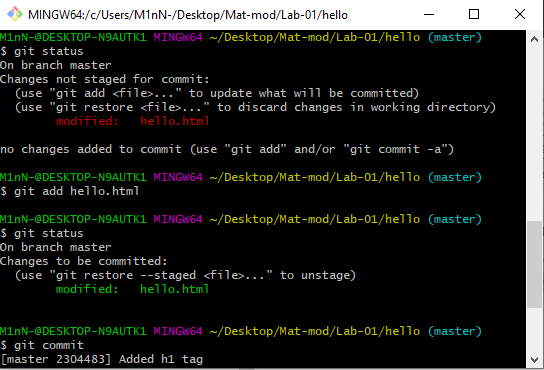 MINGW64:/c/Users/M1nN-/Desktop/Mat-mod/Lab-01/hello
M1nN-@DESKTOP-N9AUTK1 MINGW64 ~/Desktop/Mat-mod/Lab-01/hello (master)
$ git status
On branch master
Changes not staged for commit:
  (use "git add <file>..." to update what will be committed)
  (use "git restore <file>..." to discard changes in working directory)
        modified:   hello.html
no changes added to commit (use "git add" and/or "git commit -a")
M1nN-@DESKTOP-N9AUTK1 MINGW64 ~/Desktop/Mat-mod/Lab-01/hello (master)
$ git add hello.html
M1nN-@DESKTOP-N9AUTK1 MINGW64 ~/Desktop/Mat-mod/Lab-01/hello (master)
$ git status
On branch master
Changes to be committed:
  (use "git restore --staged <file>..." to unstage)
        modified:   hello.html
M1nN-@DESKTOP-N9AUTK1 MINGW64 ~/Desktop/Mat-mod/Lab-01/hello (master)
$ git commit
[master 2304483] Added h1 tag